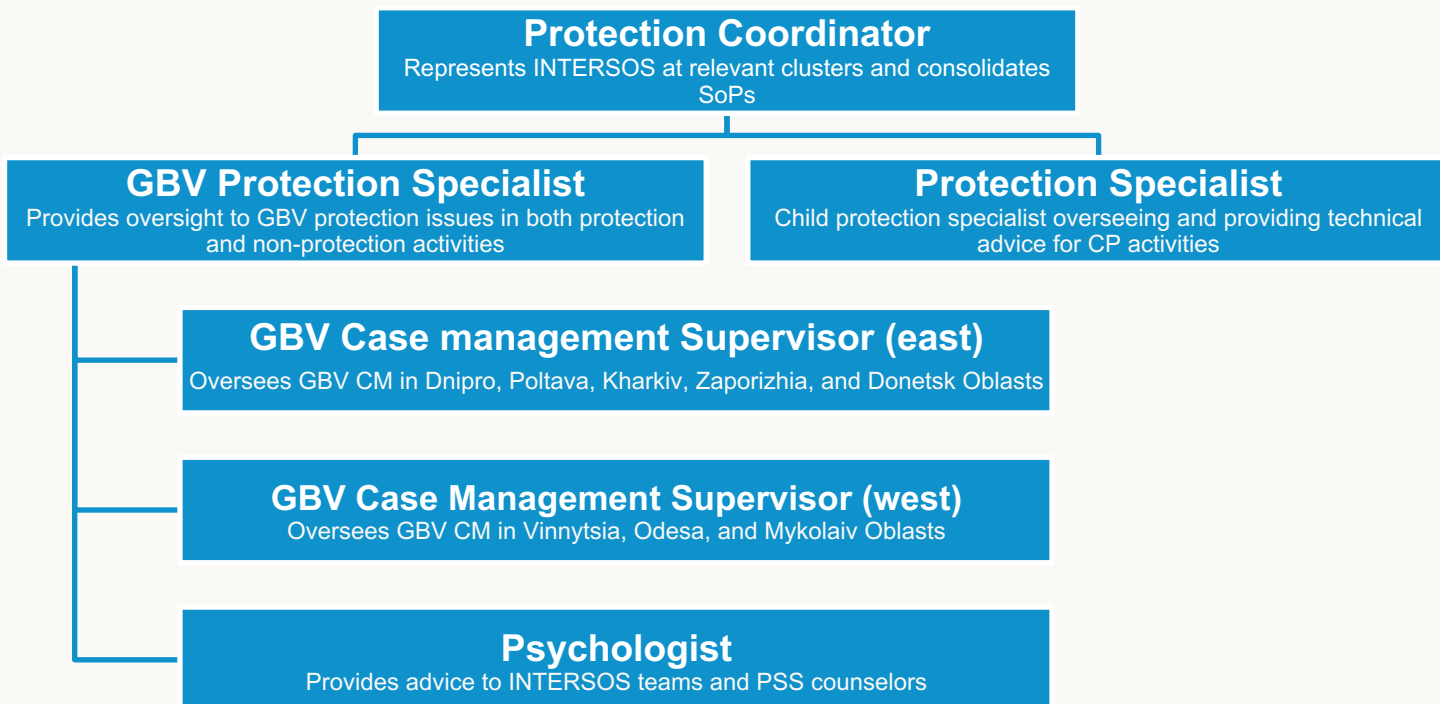 Protection Coordinator
Represents INTERSOS at relevant clusters and consolidates
SoPs
GBV Protection Specialist
Provides oversight to GBV protection issues in both protection
and non-protection activities
Protection Specialist
Child protection specialist overseeing and providing technical
advice for CP activities
GBV Case management Supervisor (east)
Oversees GBV CM in Dnipro, Poltava, Kharkiv, Zaporizhia, and Donetsk Oblasts
GBV Case Management Supervisor (west)
Oversees GBV CM in Vinnytsia, Odesa, and Mykolaiv Oblasts
Psychologist
Provides advice to INTERSOS teams and PSS counselors